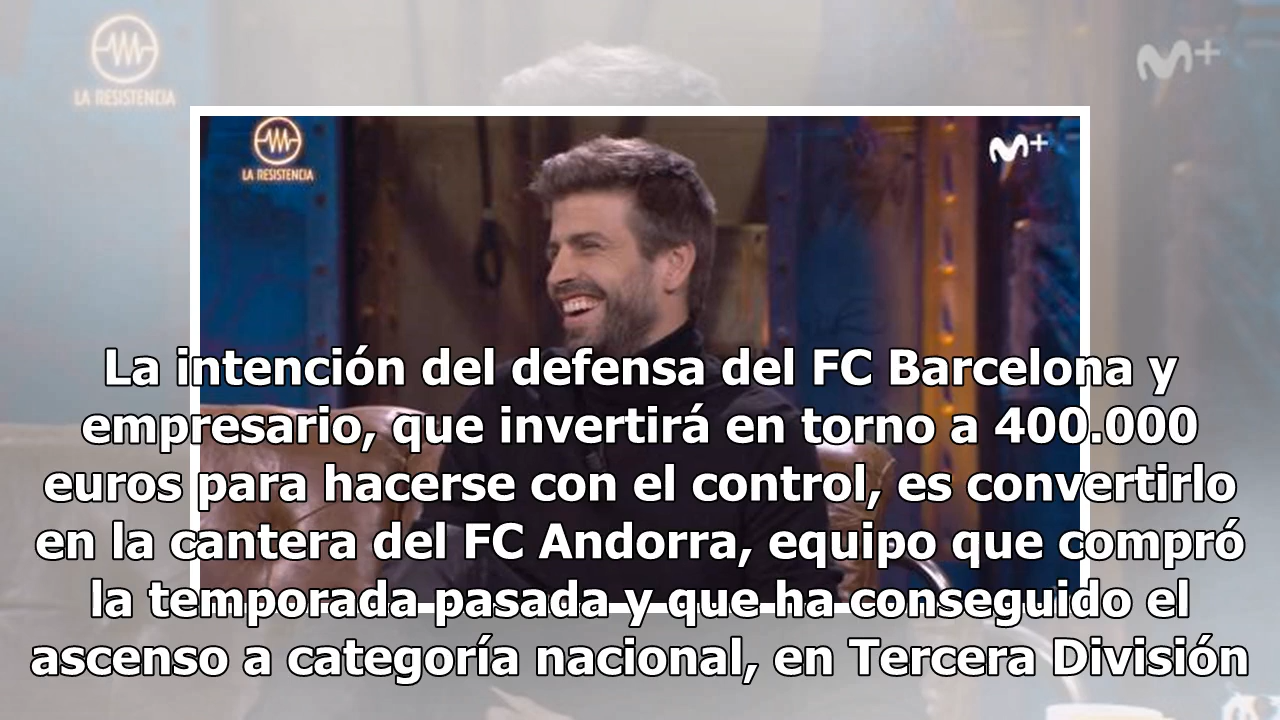 LA RESISTENCIA
M+
LA RESISTENCIA
M+
La intención del defensa del FC Barcelona y
empresario, que invertirá en torno a 400.000
euros para hacerse con el control, es convertirlo
en la cantera del FC Andorra, equipo que compró
la temporada pasada y que ha conseguido el
ascenso a categoría nacional, en Tercera División